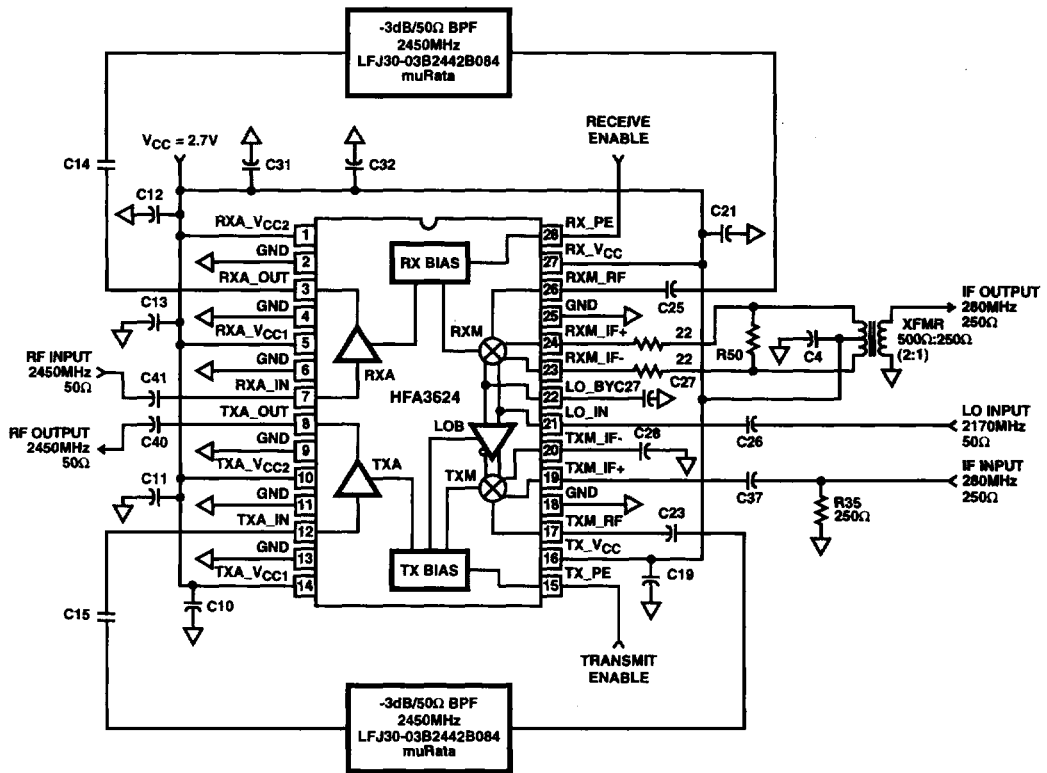 -3dB/50Ω BPF
2450MHz
LFJ30-03B2442B084
muRata
RECEIVE
ENABLE
VCC = 2.7V
C14
C31
C32
C12
C21
RXA_VCC2
1
28
RX_PE
GND
2
RX BIAS
27
RX_VCC
RXA_OUT
3
26
RXM_RF
C25
GND
4
25
GND
C13
RXA_VCC1
5
RXM
24
RXM_IF+
22
R50
C4
XFMR
500Ω:250Ω
(2:1)
IF OUTPUT
280MHz
250Ω
GND
6
RXA
23
RXM_IF-
22
C27
RF INPUT
2450MHz
50Ω
C41
RXA_IN
7
HFA3624
22
LO_BYC27
TXA_OUT
8
LOB
21
LO_IN
C26
LO INPUT
2170MHz
50Ω
RF OUTPUT
2450MHz
50Ω
C40
GND
9
TXA
20
TXM_IF-
C28
C11
TXA_VCC2
10
TXM
19
TXM_IF+
C37
IF INPUT
280MHz
250Ω
R35
250Ω
GND
11
18
GND
TXA_IN
12
17
TXM_RF
C23
GND
13
TX BIAS
16
TX_VCC
C19
TXA_VCC1
14
15
TX_PE
C10
C15
TRANSMIT
ENABLE
-3dB/50Ω BPF
2450MHz
LFJ30-03B2442B084
muRata